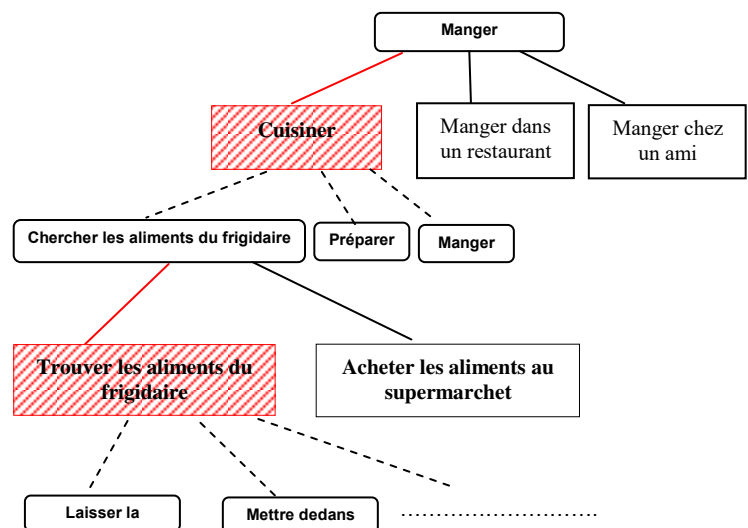 Manger
Cuisiner
Manger dans
un restaurant
Manger chez
un ami
Chercher les aliments du frigidaire
Préparer
Manger
Trouver les aliments du
frigidaire
Acheter les aliments au
supermarchet
Laisser la
Mettre dedans
……………………………